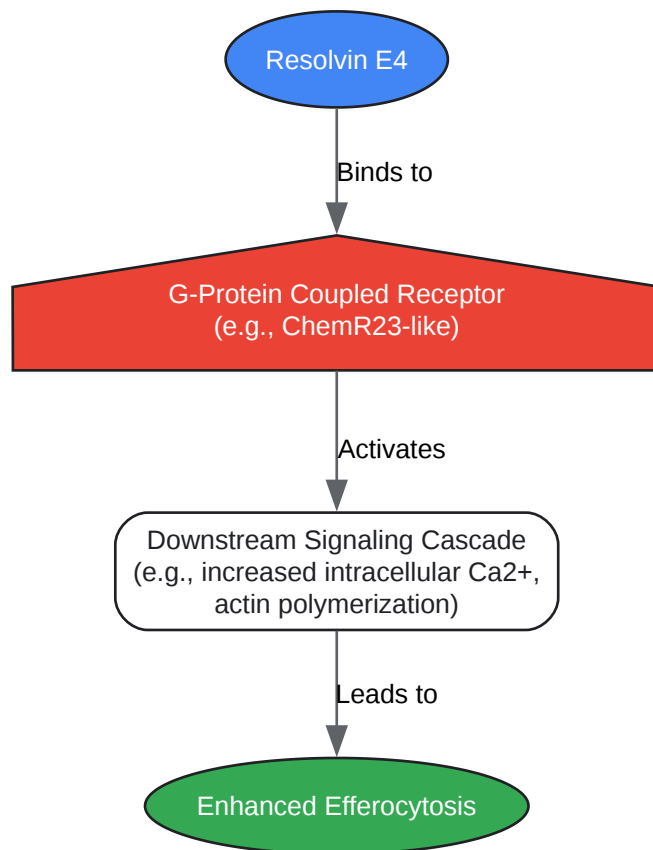 Resolvin E4
Binds to
G-Protein Coupled Receptor
(e.g., ChemR23-like)
Activates
Downstream Signaling Cascade
(e.g., increased intracellular Ca2+,
actin polymerization)
Leads to
Enhanced Efferocytosis